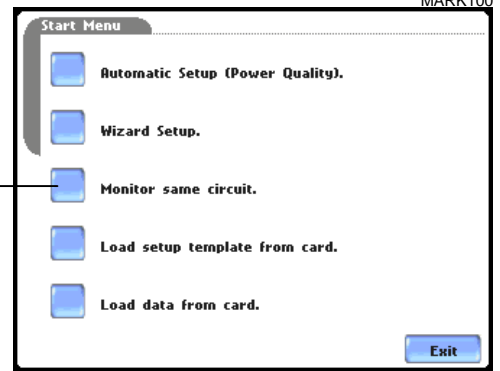 MARK100
Start Menu
Automatic Setup (Power Quality).
Wizard Setup.
Monitor same circuit.
Load setup template from card.
Load data from card.
Exit